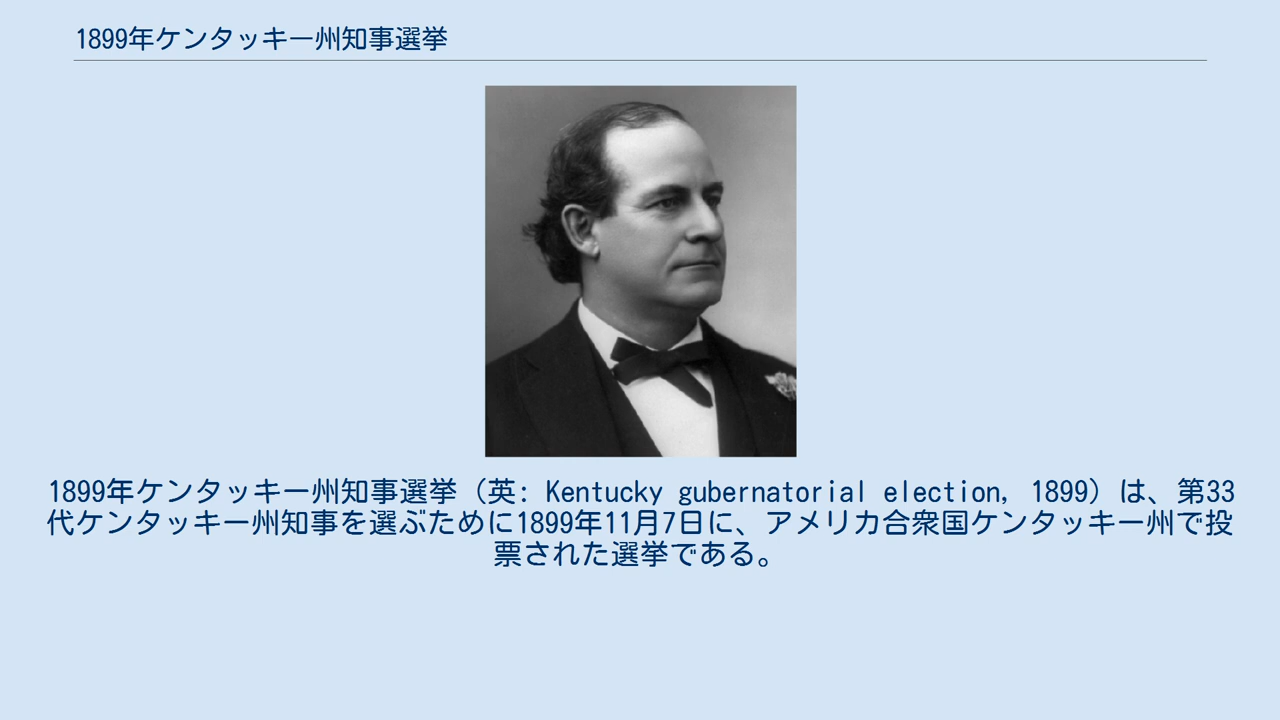 1899年ケンタッキー州知事選挙
1899年ケンタッキー州知事選挙（英: Kentucky gubernatorial election, 1899）は、第33
代ケンタッキー州知事を選ぶために1899年11月7日に、アメリカ合衆国ケンタッキー州で投
票された選挙である。